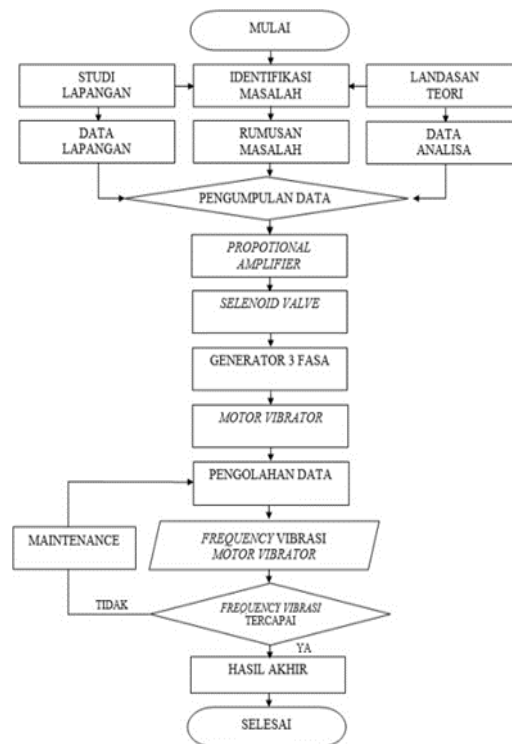 MULAI
STUDI
LAPANGAN
IDENTIFIKASI
MASALAH
LANDASAN
TEORI
DATA
LAPANGAN
RUMUSAN
MASALAH
DATA
ANALISA
PENGUMPULAN DATA
PROPOTIONAL
AMPLIFIER
SELENOID VALVE
GENERATOR 3 FASA
MOTOR VIBRATOR
PENGOLAHAN DATA
MAINTENANCE
FREQUENCY VIBRASI
MOTOR VIBRATOR
TIDAK
FREQUENCY VIBRASI
TERCAPAI
YA
HASIL AKHIR
SELESAI